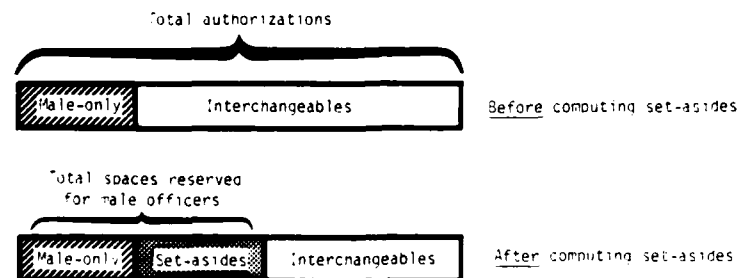 Total authorizations
Male-only Interchangeables Before computing set-asides
Total spaces reserved
for male officers
Male-only Set-asides Interchangeables After computing set-asides